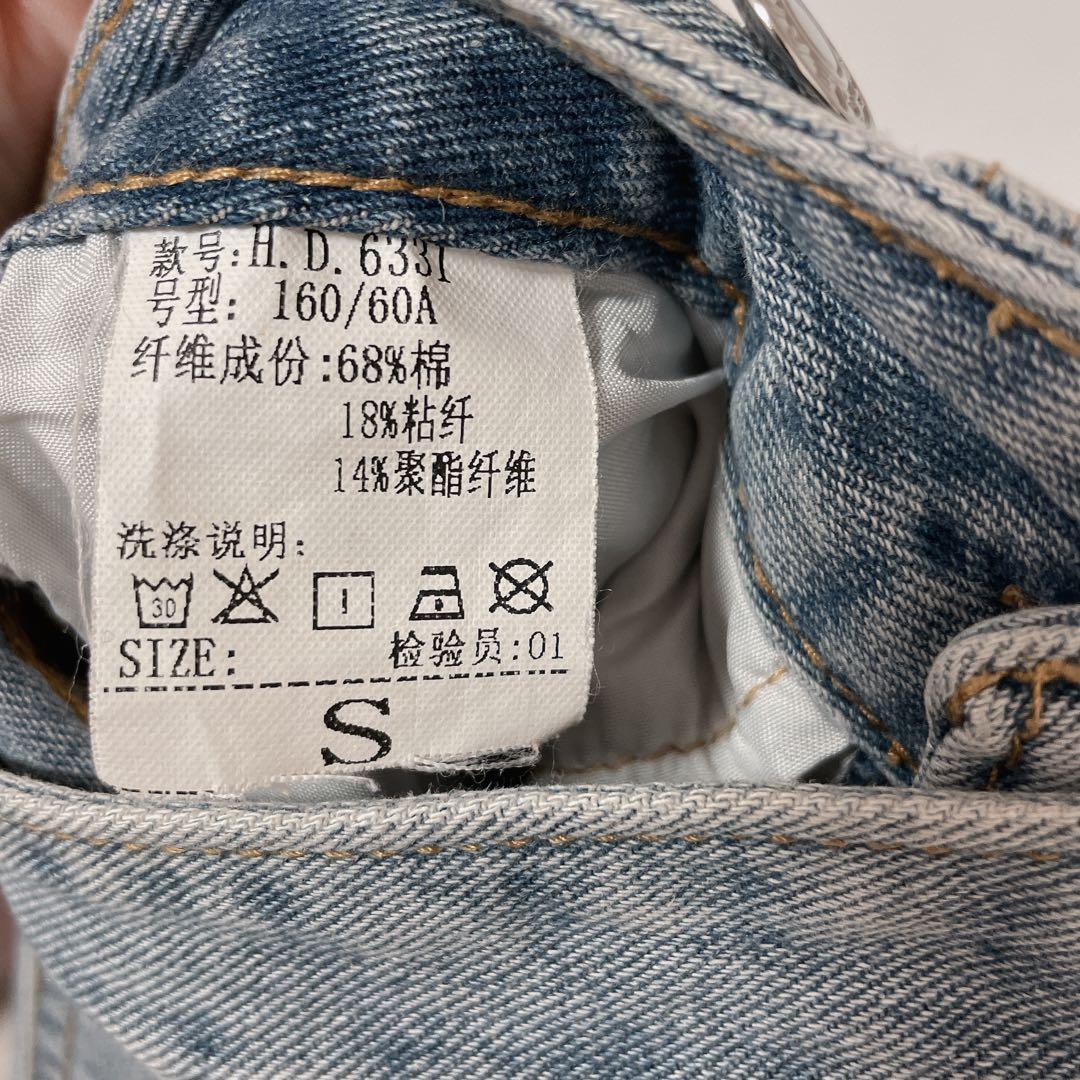 款号:H.D.6331
号型: 160/60A
纤维成份:68%棉
18%粘纤
14%聚酯纤维
洗涤说明:
30
SIZE:
检验员:01
S